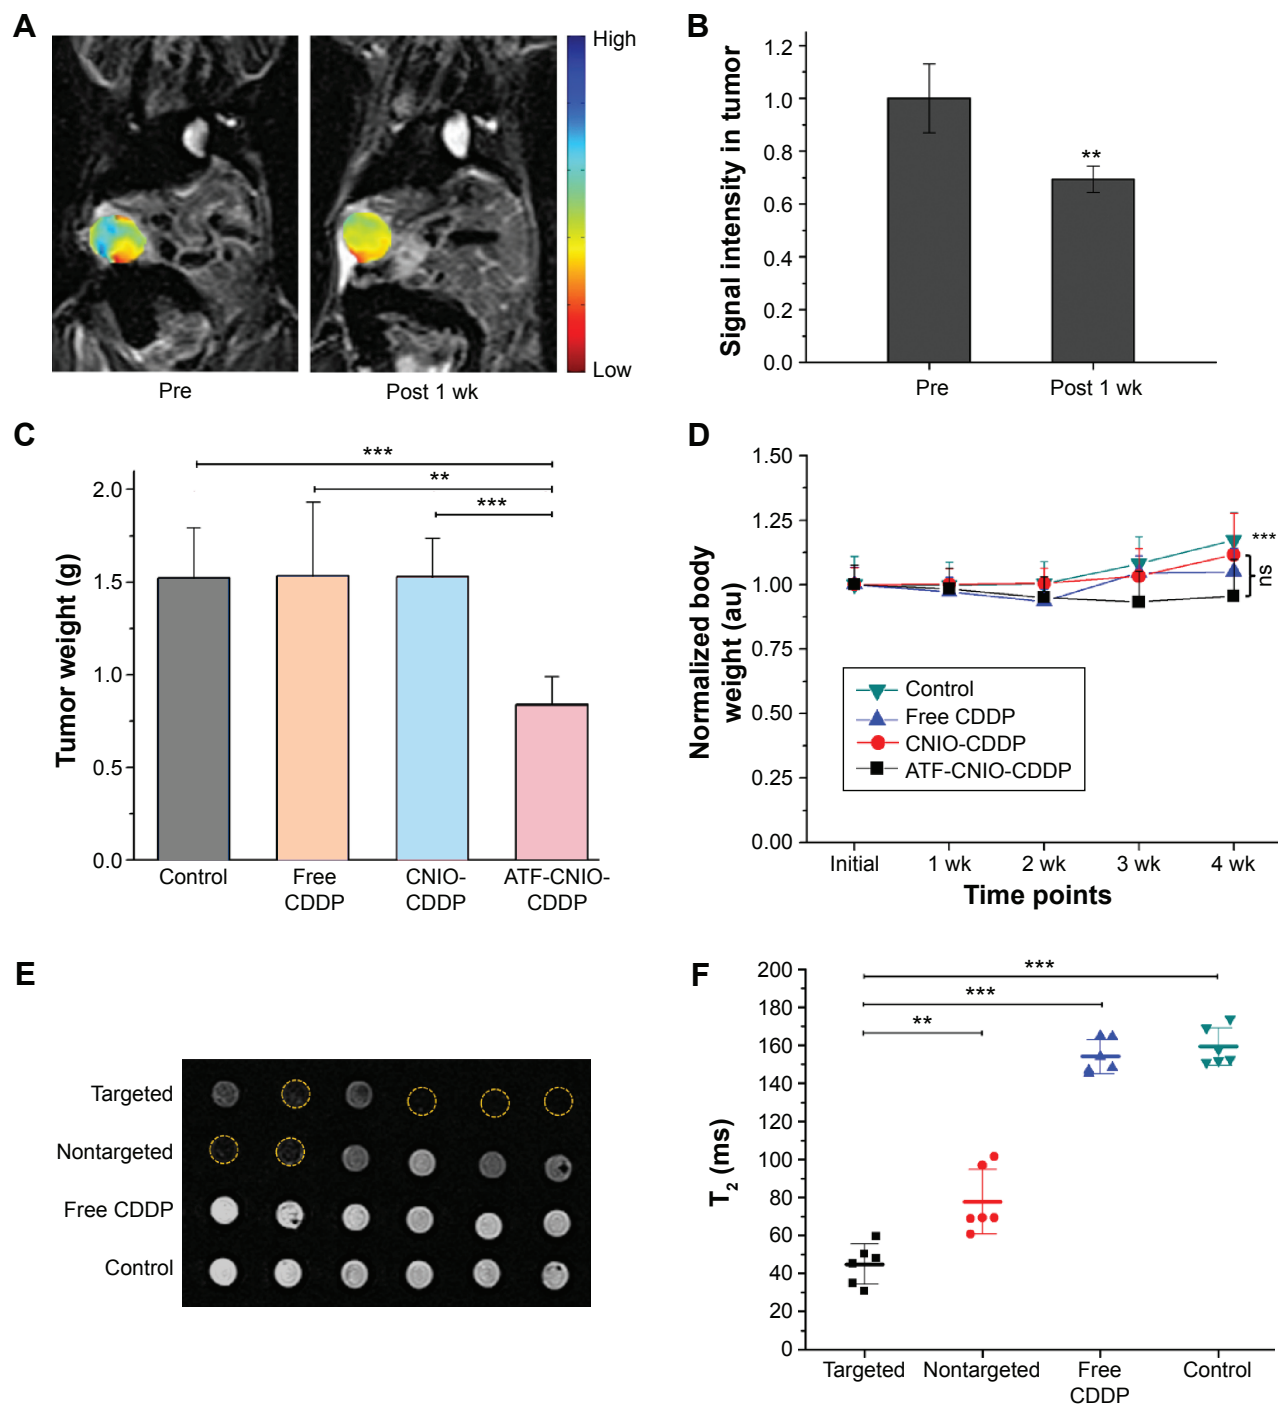 A
High
Low
Pre
Post 1 wk
B
Signal intensity in tumor
1.2
1.0
0.8
0.6
0.4
0.2
0.0
**
Pre
Post 1 wk
C
Tumor weight (g)
2.0
1.5
1.0
0.5
0.0
***
**
***
Control
Free
CDDP
CNIO-
CDDP
ATF-CNIO-
CDDP
D
Normalized body
weight (au)
1.50
1.25
1.00
0.75
0.50
0.25
0.00
***
ns
Control
Free CDDP
CNIO-CDDP
ATF-CNIO-CDDP
Initial
1 wk
2 wk
3 wk
4 wk
Time points
E
Targeted
Nontargeted
Free CDDP
Control
F
T2 (ms)
200
180
160
140
120
100
80
60
40
20
0
***
***
**
Targeted
Nontargeted
Free
CDDP
Control